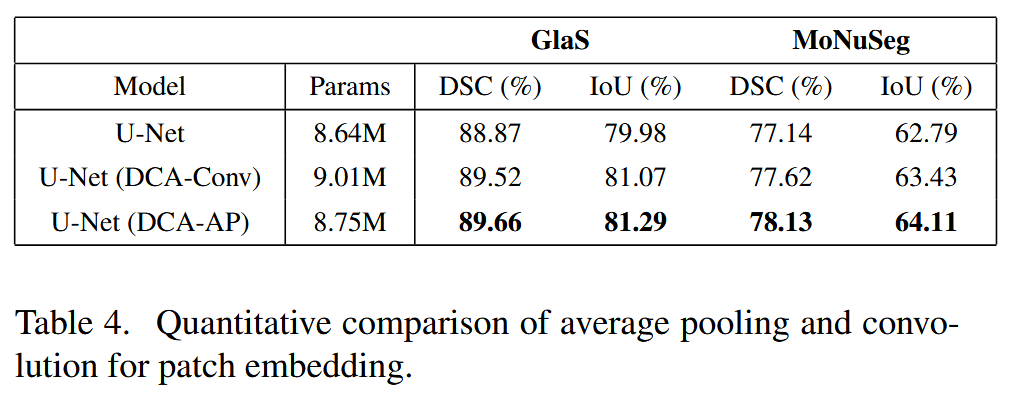 GlaS MoNuSeg
Model Params DSC (%) IoU (%) DSC (%) IoU (%)
U-Net 8.64M 88.87 79.98 77.14 62.79
U-Net (DCA-Conv) 9.01M 89.52 81.07 77.62 63.43
U-Net (DCA-AP) 8.75M 89.66 81.29 78.13 64.11
Table 4. Quantitative comparison of average pooling and convo-
lution for patch embedding.